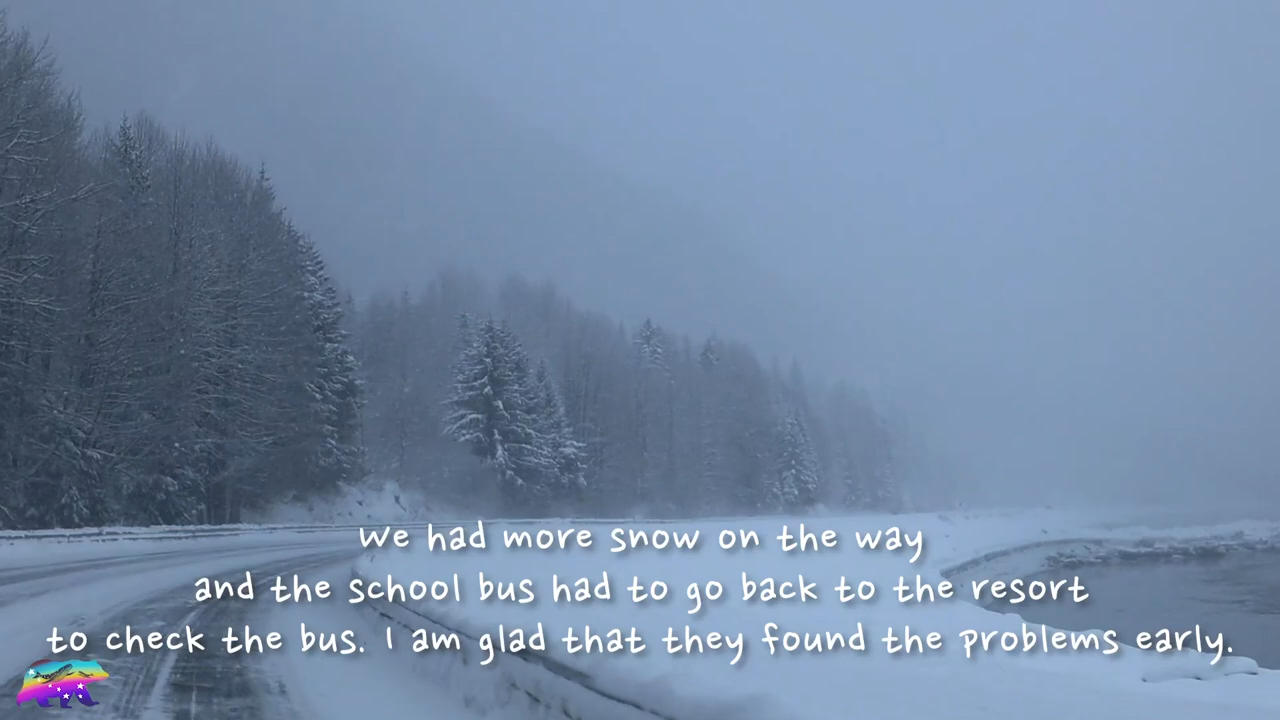 we had more snow on the way
and the school bus had to go back to the resort
to check the bus. I am glad that they found the problems early.